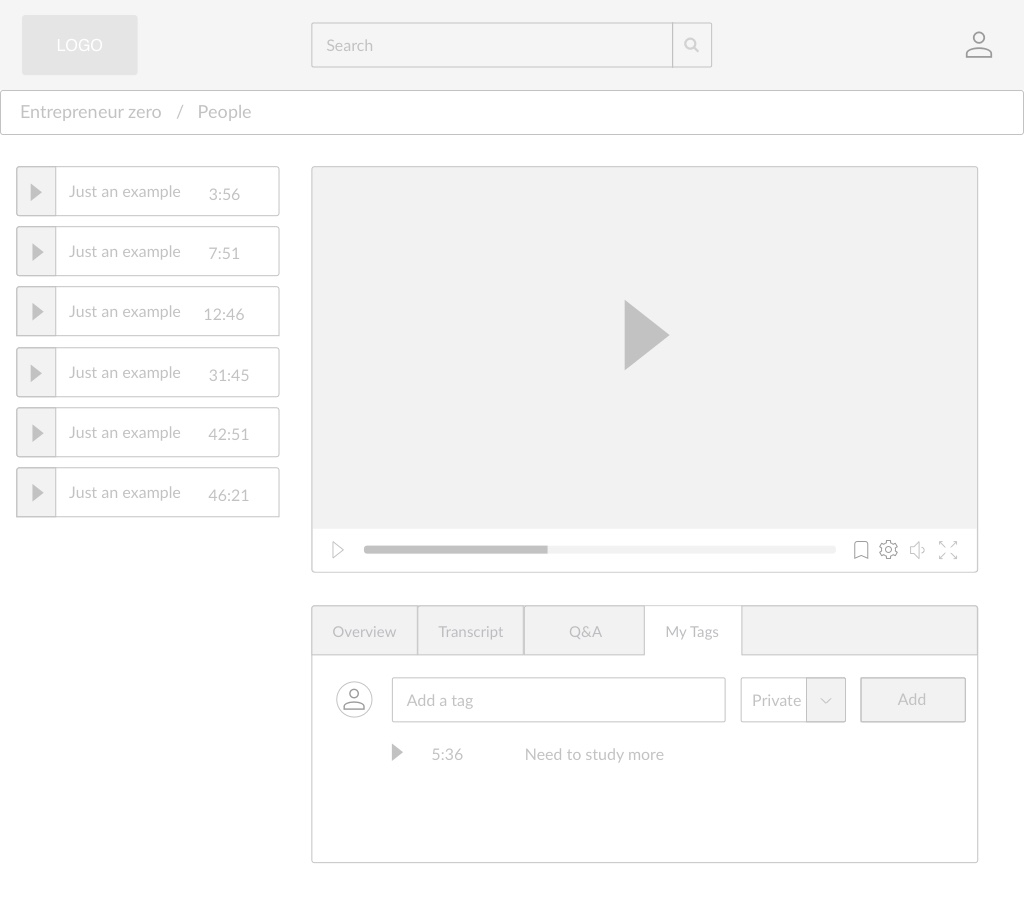 LOGO
Search
Entrepreneur zero / People
Just an example 3:56
Just an example 7:51
Just an example 12:46
Just an example 31:45
Just an example 42:51
Just an example 46:21
Overview Transcript Q&A My Tags
Add a tag Private Add
5:36 Need to study more